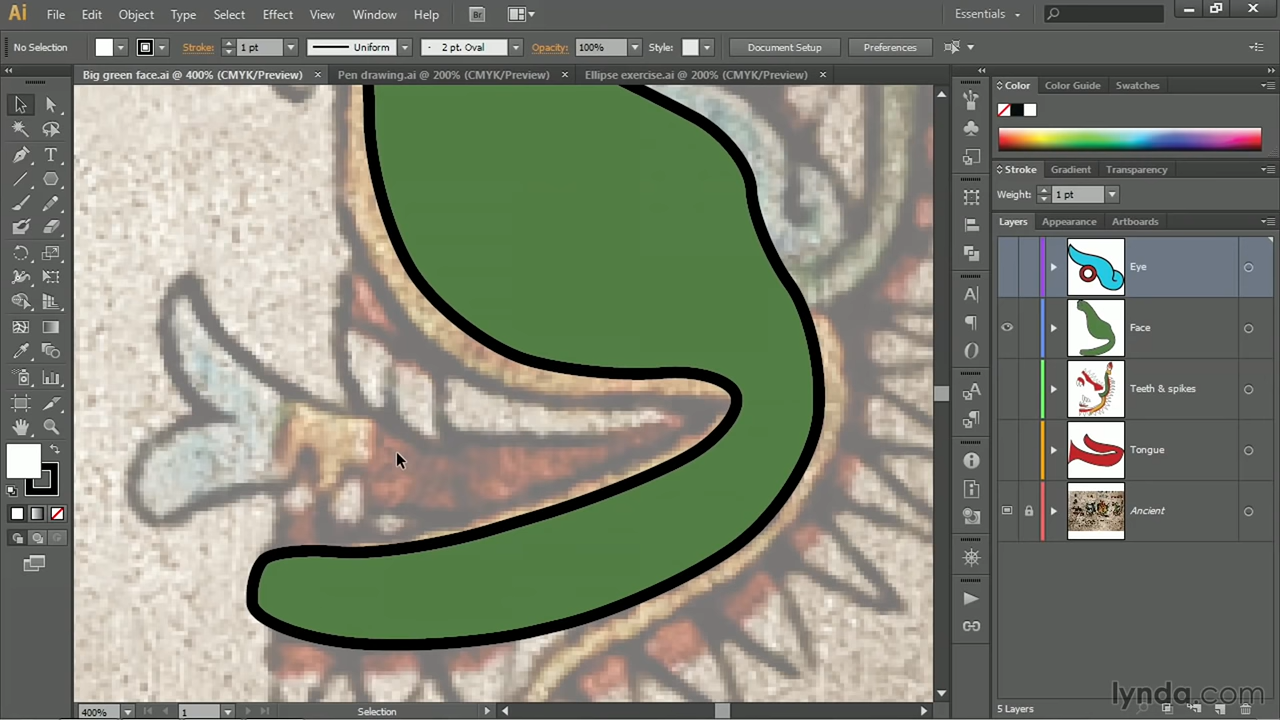 Ai File Edit Object Type Select Effect View Window Help Br Essentials
No Selection Stroke: 1 pt Uniform 2 pt. Oval Opacity: 100% Style: Document Setup Preferences
Big green face.ai @ 400% (CMYK/Preview) × Pen drawing.ai @ 200% (CMYK/Preview) × Ellipse exercise.ai @ 200% (CMYK/Preview) ×
Color Color Guide Swatches
Stroke Gradient Transparency
Weight: 1 pt
Layers Appearance Artboards
Eye
Face
Teeth & spikes
Tongue
Ancient
lynda.com
400% 1 Selection 5 Layers